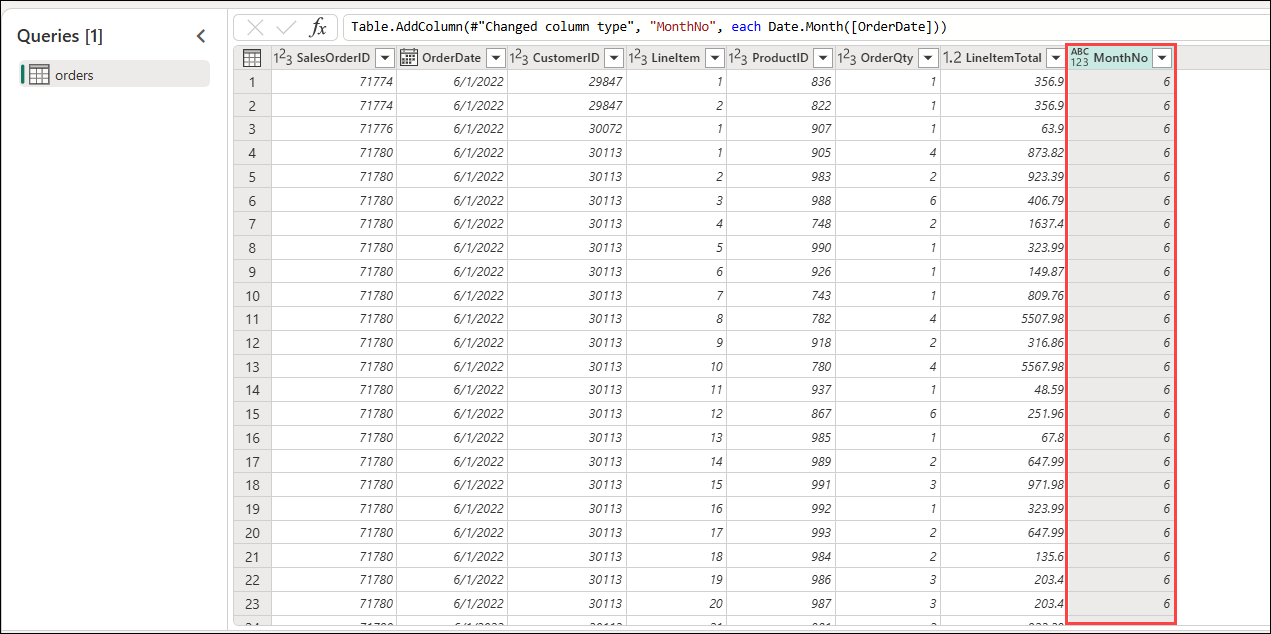 Queries [1]
orders
fx
Table.AddColumn(#"Changed column type", "MonthNo", each Date.Month([OrderDate]))
123 SalesOrderID OrderDate 123 CustomerID 123 LineItem 123 ProductID 123 OrderQty 1.2 LineItemTotal ABC 123 MonthNo
1 71774 6/1/2022 29847 1 836 1 356.9 6
2 71774 6/1/2022 29847 2 822 1 356.9 6
3 71776 6/1/2022 30072 1 907 1 63.9 6
4 71780 6/1/2022 30113 1 905 4 873.82 6
5 71780 6/1/2022 30113 2 983 2 923.39 6
6 71780 6/1/2022 30113 3 988 6 406.79 6
7 71780 6/1/2022 30113 4 748 2 1637.4 6
8 71780 6/1/2022 30113 5 990 1 323.99 6
9 71780 6/1/2022 30113 6 926 1 149.87 6
10 71780 6/1/2022 30113 7 743 1 809.76 6
11 71780 6/1/2022 30113 8 782 4 5507.98 6
12 71780 6/1/2022 30113 9 918 2 316.86 6
13 71780 6/1/2022 30113 10 780 4 5567.98 6
14 71780 6/1/2022 30113 11 937 1 48.59 6
15 71780 6/1/2022 30113 12 867 6 251.96 6
16 71780 6/1/2022 30113 13 985 1 67.8 6
17 71780 6/1/2022 30113 14 989 2 647.99 6
18 71780 6/1/2022 30113 15 991 3 971.98 6
19 71780 6/1/2022 30113 16 992 1 323.99 6
20 71780 6/1/2022 30113 17 993 2 647.99 6
21 71780 6/1/2022 30113 18 984 2 135.6 6
22 71780 6/1/2022 30113 19 986 3 203.4 6
23 71780 6/1/2022 30113 20 987 3 203.4 6